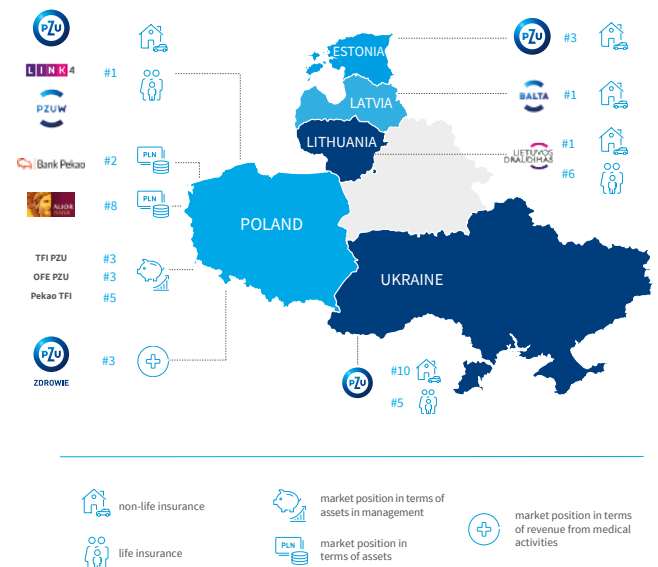 PZU
LINK4
#1
PZUW
Bank Pekao
#2
PLN
ALIOR
BANK
#8
PLN
TFI PZU
#3
OFE PZU
#3
Pekao TFI
#5
PZU
ZDROWIE
#3
ESTONIA
LATVIA
LITHUANIA
POLAND
UKRAINE
PZU
#3
BALTA
#1
LIETUVOS
DRAUDIMAS
#1
#6
PZU
#10
#5
non-life insurance
life insurance
market position in terms of
assets in management
PLN
market position in
terms of assets
market position in terms
of revenue from medical
activities